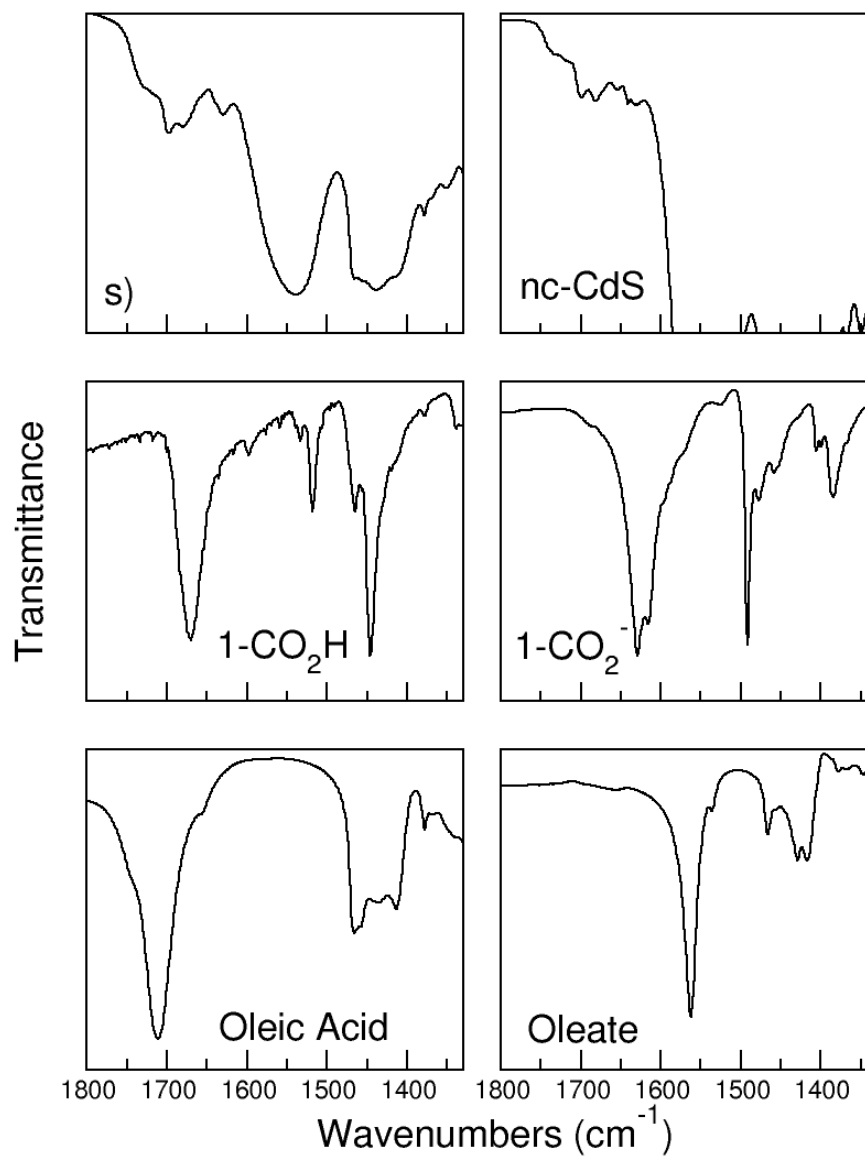 s)
nc-CdS
Transmittance
1-CO₂H
1-CO₂⁻
Oleic Acid
Oleate
1800 1700 1600 1500 1400
1800 1700 1600 1500 1400
Wavenumbers (cm⁻¹)